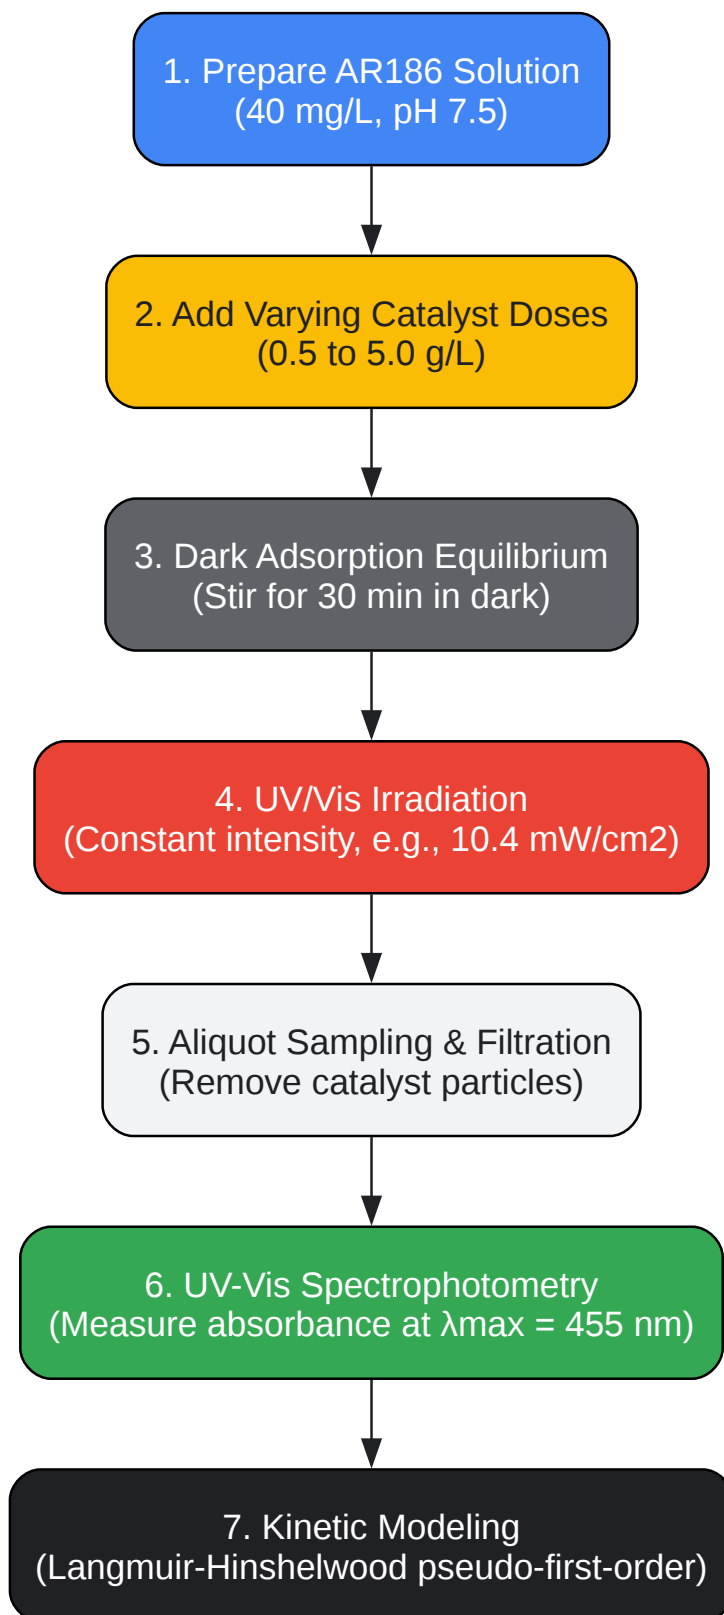 1. Prepare AR186 Solution
(40 mg/L, pH 7.5)
2. Add Varying Catalyst Doses
(0.5 to 5.0 g/L)
3. Dark Adsorption Equilibrium
(Stir for 30 min in dark)
4. UV/Vis Irradiation
(Constant intensity, e.g., 10.4 mW/cm2)
5. Aliquot Sampling & Filtration
(Remove catalyst particles)
6. UV-Vis Spectrophotometry
(Measure absorbance at λmax = 455 nm)
7. Kinetic Modeling
(Langmuir-Hinshelwood pseudo-first-order)